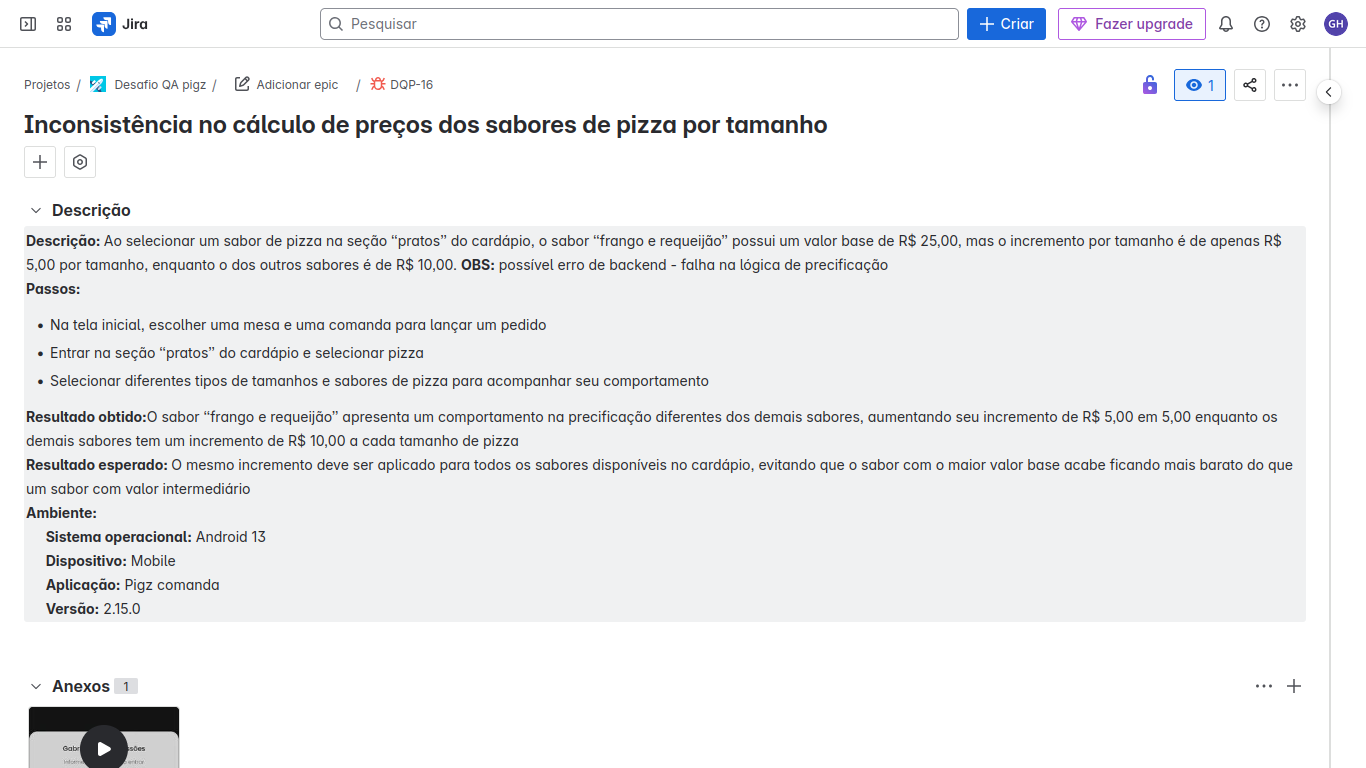 Jira
Pesquisar
Criar
Fazer upgrade
GH
Projetos / Desafio QA pigz / Adicionar epic / DQP-16
1
Inconsistência no cálculo de preços dos sabores de pizza por tamanho
Descrição
Descrição: Ao selecionar um sabor de pizza na seção “pratos” do cardápio, o sabor “frango e requeijão” possui um valor base de R$ 25,00, mas o incremento por tamanho é de apenas R$
5,00 por tamanho, enquanto o dos outros sabores é de R$ 10,00. OBS: possível erro de backend - falha na lógica de precificação
Passos:
• Na tela inicial, escolher uma mesa e uma comanda para lançar um pedido
• Entrar na seção “pratos” do cardápio e selecionar pizza
• Selecionar diferentes tipos de tamanhos e sabores de pizza para acompanhar seu comportamento
Resultado obtido:O sabor “frango e requeijão” apresenta um comportamento na precificação diferentes dos demais sabores, aumentando seu incremento de R$ 5,00 em 5,00 enquanto os
demais sabores tem um incremento de R$ 10,00 a cada tamanho de pizza
Resultado esperado: O mesmo incremento deve ser aplicado para todos os sabores disponíveis no cardápio, evitando que o sabor com o maior valor base acabe ficando mais barato do que
um sabor com valor intermediário
Ambiente:
Sistema operacional: Android 13
Dispositivo: Mobile
Aplicação: Pigz comanda
Versão: 2.15.0
Anexos 1